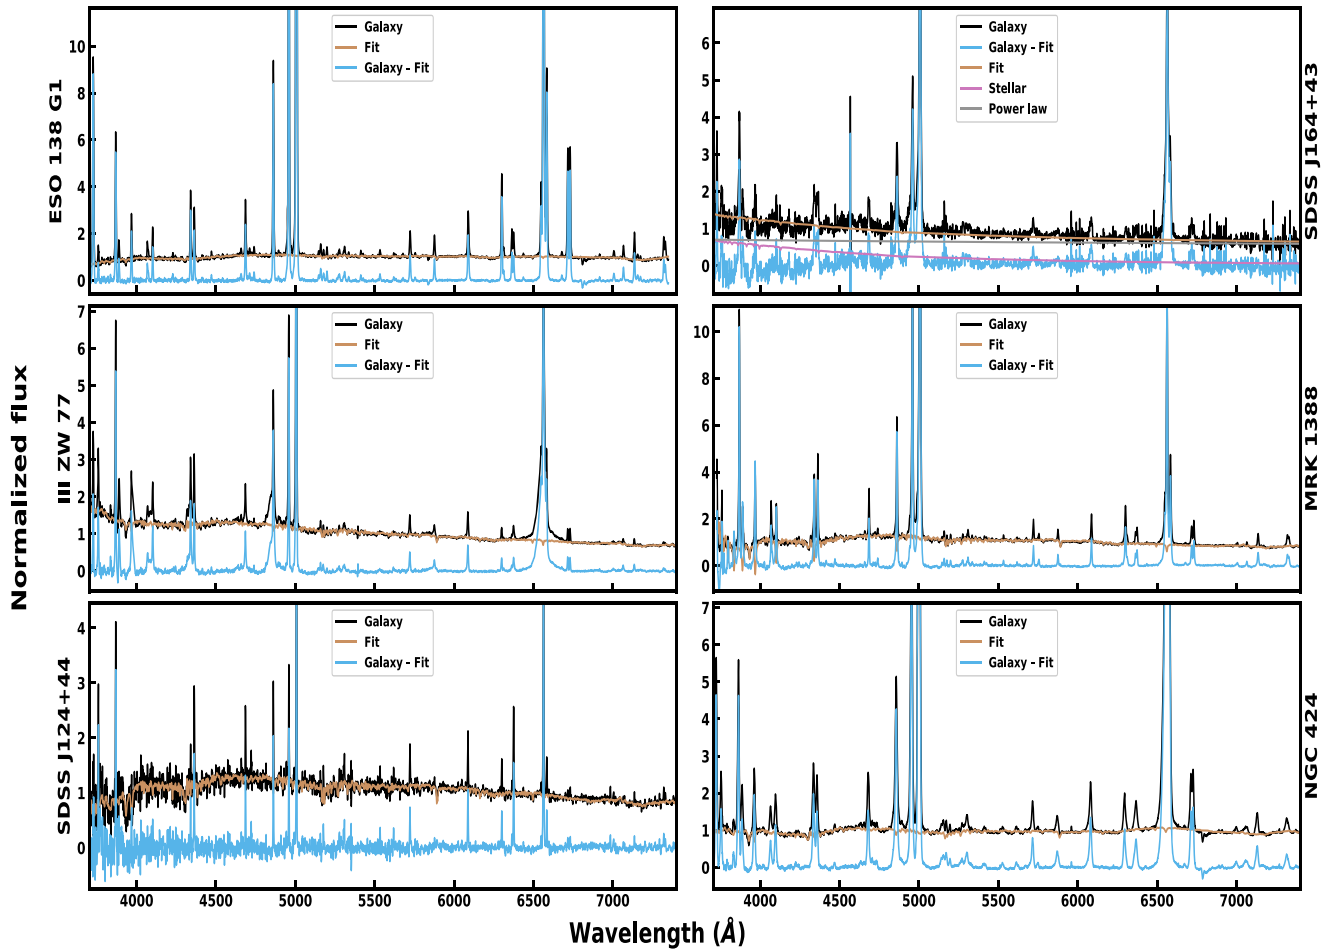 Normalized flux
ESO 138 G1
10
8
6
4
2
0
Galaxy
Fit
Galaxy - Fit
6
5
4
3
2
1
0
Galaxy
Galaxy - Fit
Fit
Stellar
Power law
SDSS J164+43
III ZW 77
7
6
5
4
3
2
1
0
Galaxy
Fit
Galaxy - Fit
10
8
6
4
2
0
Galaxy
Fit
Galaxy - Fit
MRK 1388
SDSS J124+44
4
3
2
1
0
Galaxy
Fit
Galaxy - Fit
4000 4500 5000 5500 6000 6500 7000
7
6
5
4
3
2
1
0
Galaxy
Fit
Galaxy - Fit
NGC 424
4000 4500 5000 5500 6000 6500 7000
Wavelength (Å)